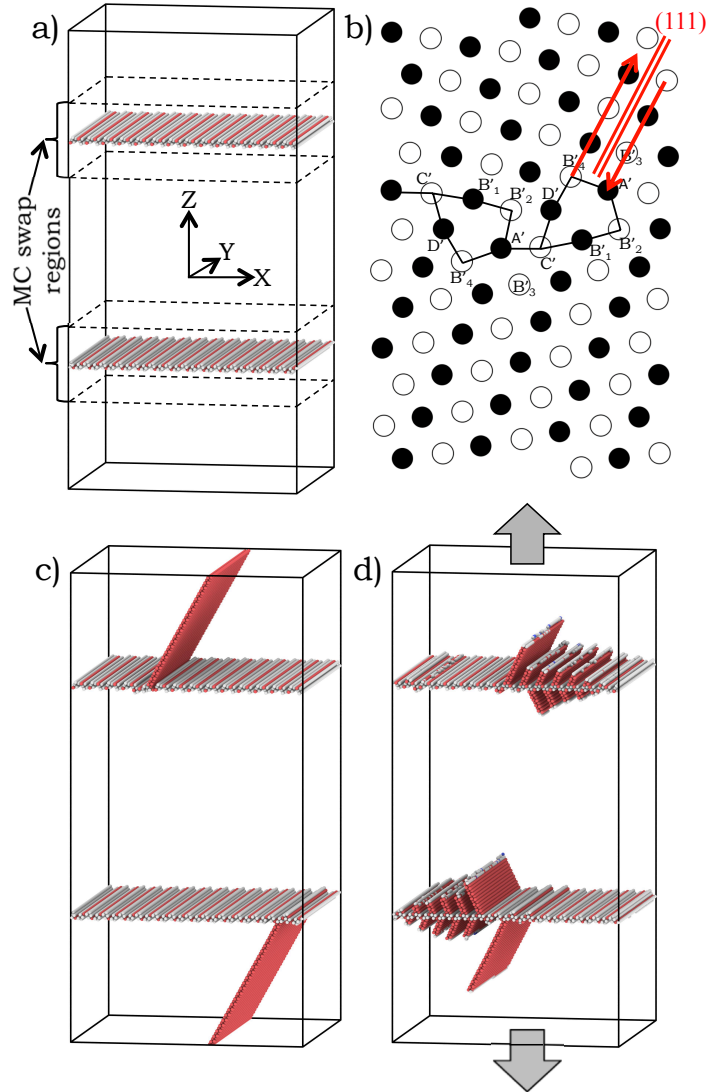 a)
MC swap
regions
Z
Y
X
b)
(111)
B'₃
B'₄
A'
C'
B'₁
B'₂
D'
D'
A'
C'
B'₁
B'₂
B'₄
B'₃
c)
d)